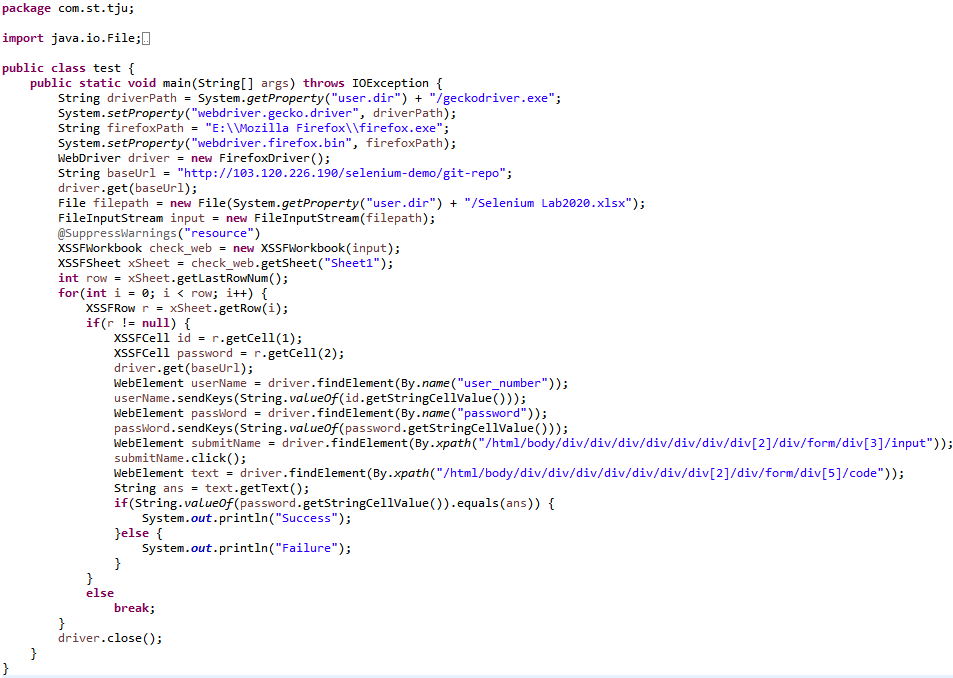 package com.st.tju;
import java.io.File;
public class test {
public static void main(String[] args) throws IOException {
String driverPath = System.getProperty("user.dir") + "/geckodriver.exe";
System.setProperty("webdriver.gecko.driver", driverPath);
String firefoxPath = "E:\\Mozilla Firefox\\firefox.exe";
System.setProperty("webdriver.firefox.bin", firefoxPath);
WebDriver driver = new FirefoxDriver();
String baseUrl = "http://103.120.226.190/selenium-demo/git-repo";
driver.get(baseUrl);
File filepath = new File(System.getProperty("user.dir") + "/Selenium Lab2020.xlsx");
FileInputStream input = new FileInputStream(filepath);
@SuppressWarnings("resource")
XSSFWorkbook check_web = new XSSFWorkbook(input);
XSSFSheet xSheet = check_web.getSheet("Sheet1");
int row = xSheet.getLastRowNum();
for(int i = 0; i < row; i++) {
XSSFRow r = xSheet.getRow(i);
if(r != null) {
XSSFCell id = r.getCell(1);
XSSFCell password = r.getCell(2);
driver.get(baseUrl);
WebElement userName = driver.findElement(By.name("user_number"));
userName.sendKeys(String.valueOf(id.getStringCellValue()));
WebElement passWord = driver.findElement(By.name("password"));
passWord.sendKeys(String.valueOf(password.getStringCellValue()));
WebElement submitName = driver.findElement(By.xpath("/html/body/div/div/div/div/div/div/div[2]/div/form/div[3]/input"));
submitName.click();
WebElement text = driver.findElement(By.xpath("/html/body/div/div/div/div/div/div/div[2]/div/form/div[5]/code"));
String ans = text.getText();
if(String.valueOf(password.getStringCellValue()).equals(ans)) {
System.out.println("Success");
}else {
System.out.println("Failure");
}
}
else
break;
}
driver.close();
}
}